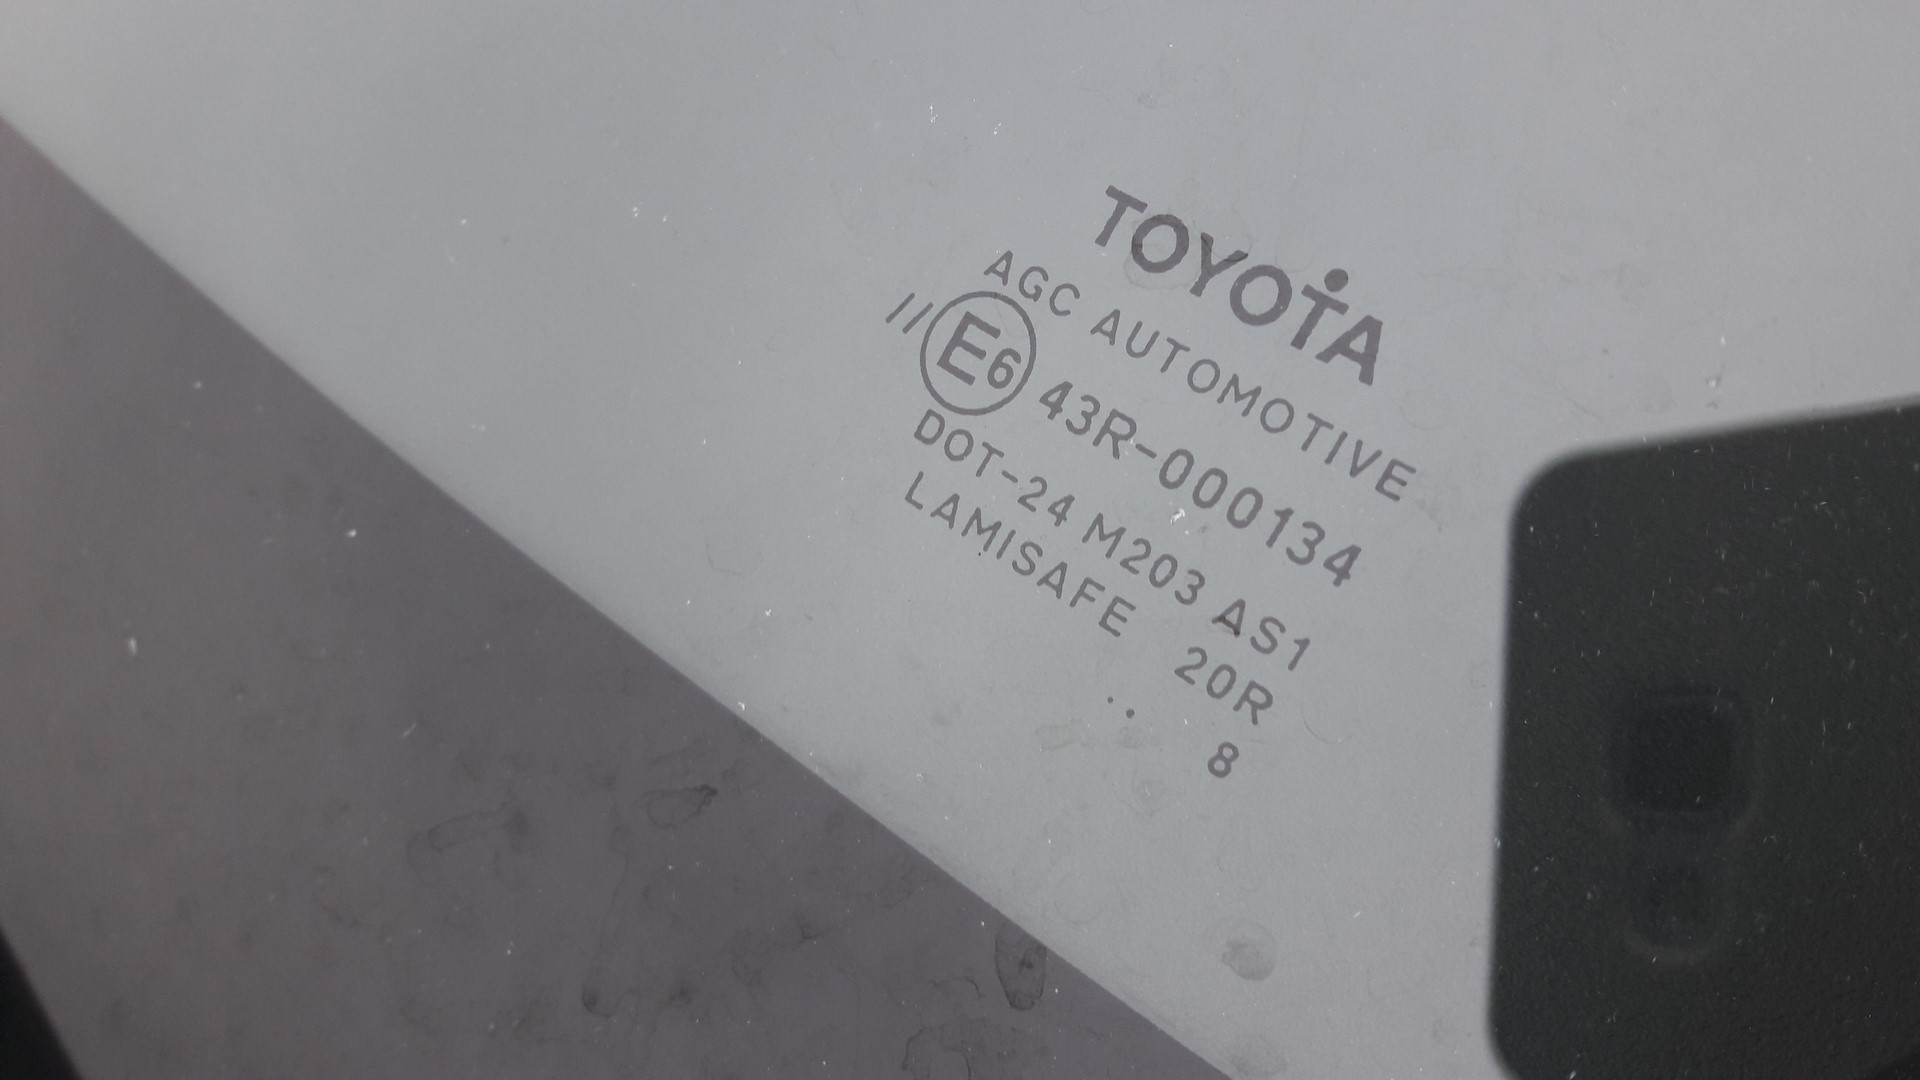 TOYOTA
AGC AUTOMOTIVE
//E6 43R-000134
DOT-24 M203 AS1
LAMISAFE 20R
.. 8